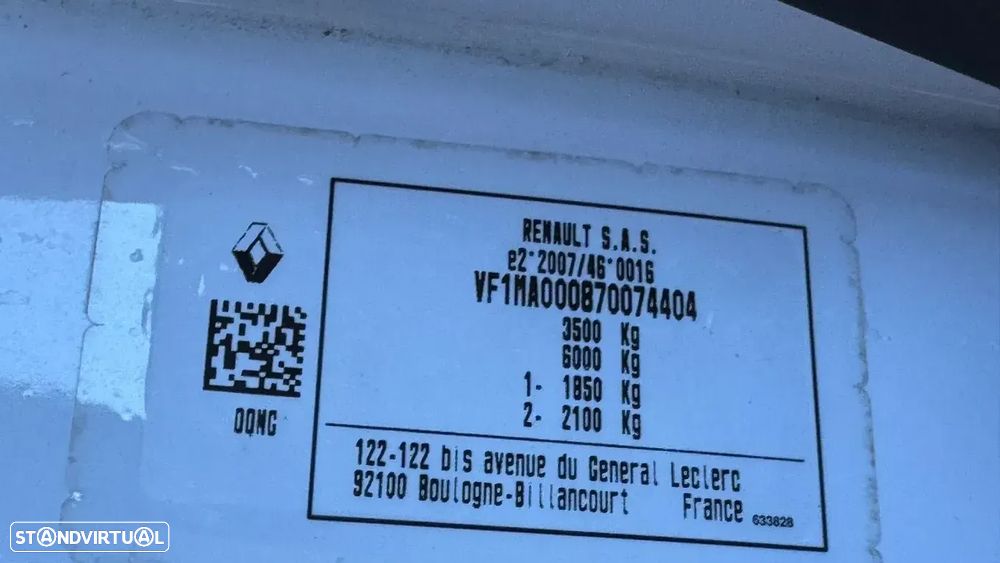 RENAULT S.A.S.
e2*2007/46*0016
VF1MA000870074404
3500 Kg
6000 Kg
1- 1850 Kg
2- 2100 Kg
00MG
122-122 bis avenue du General Leclerc
92100 Boulogne-Billancourt France 633828
STANDVIRTUAL